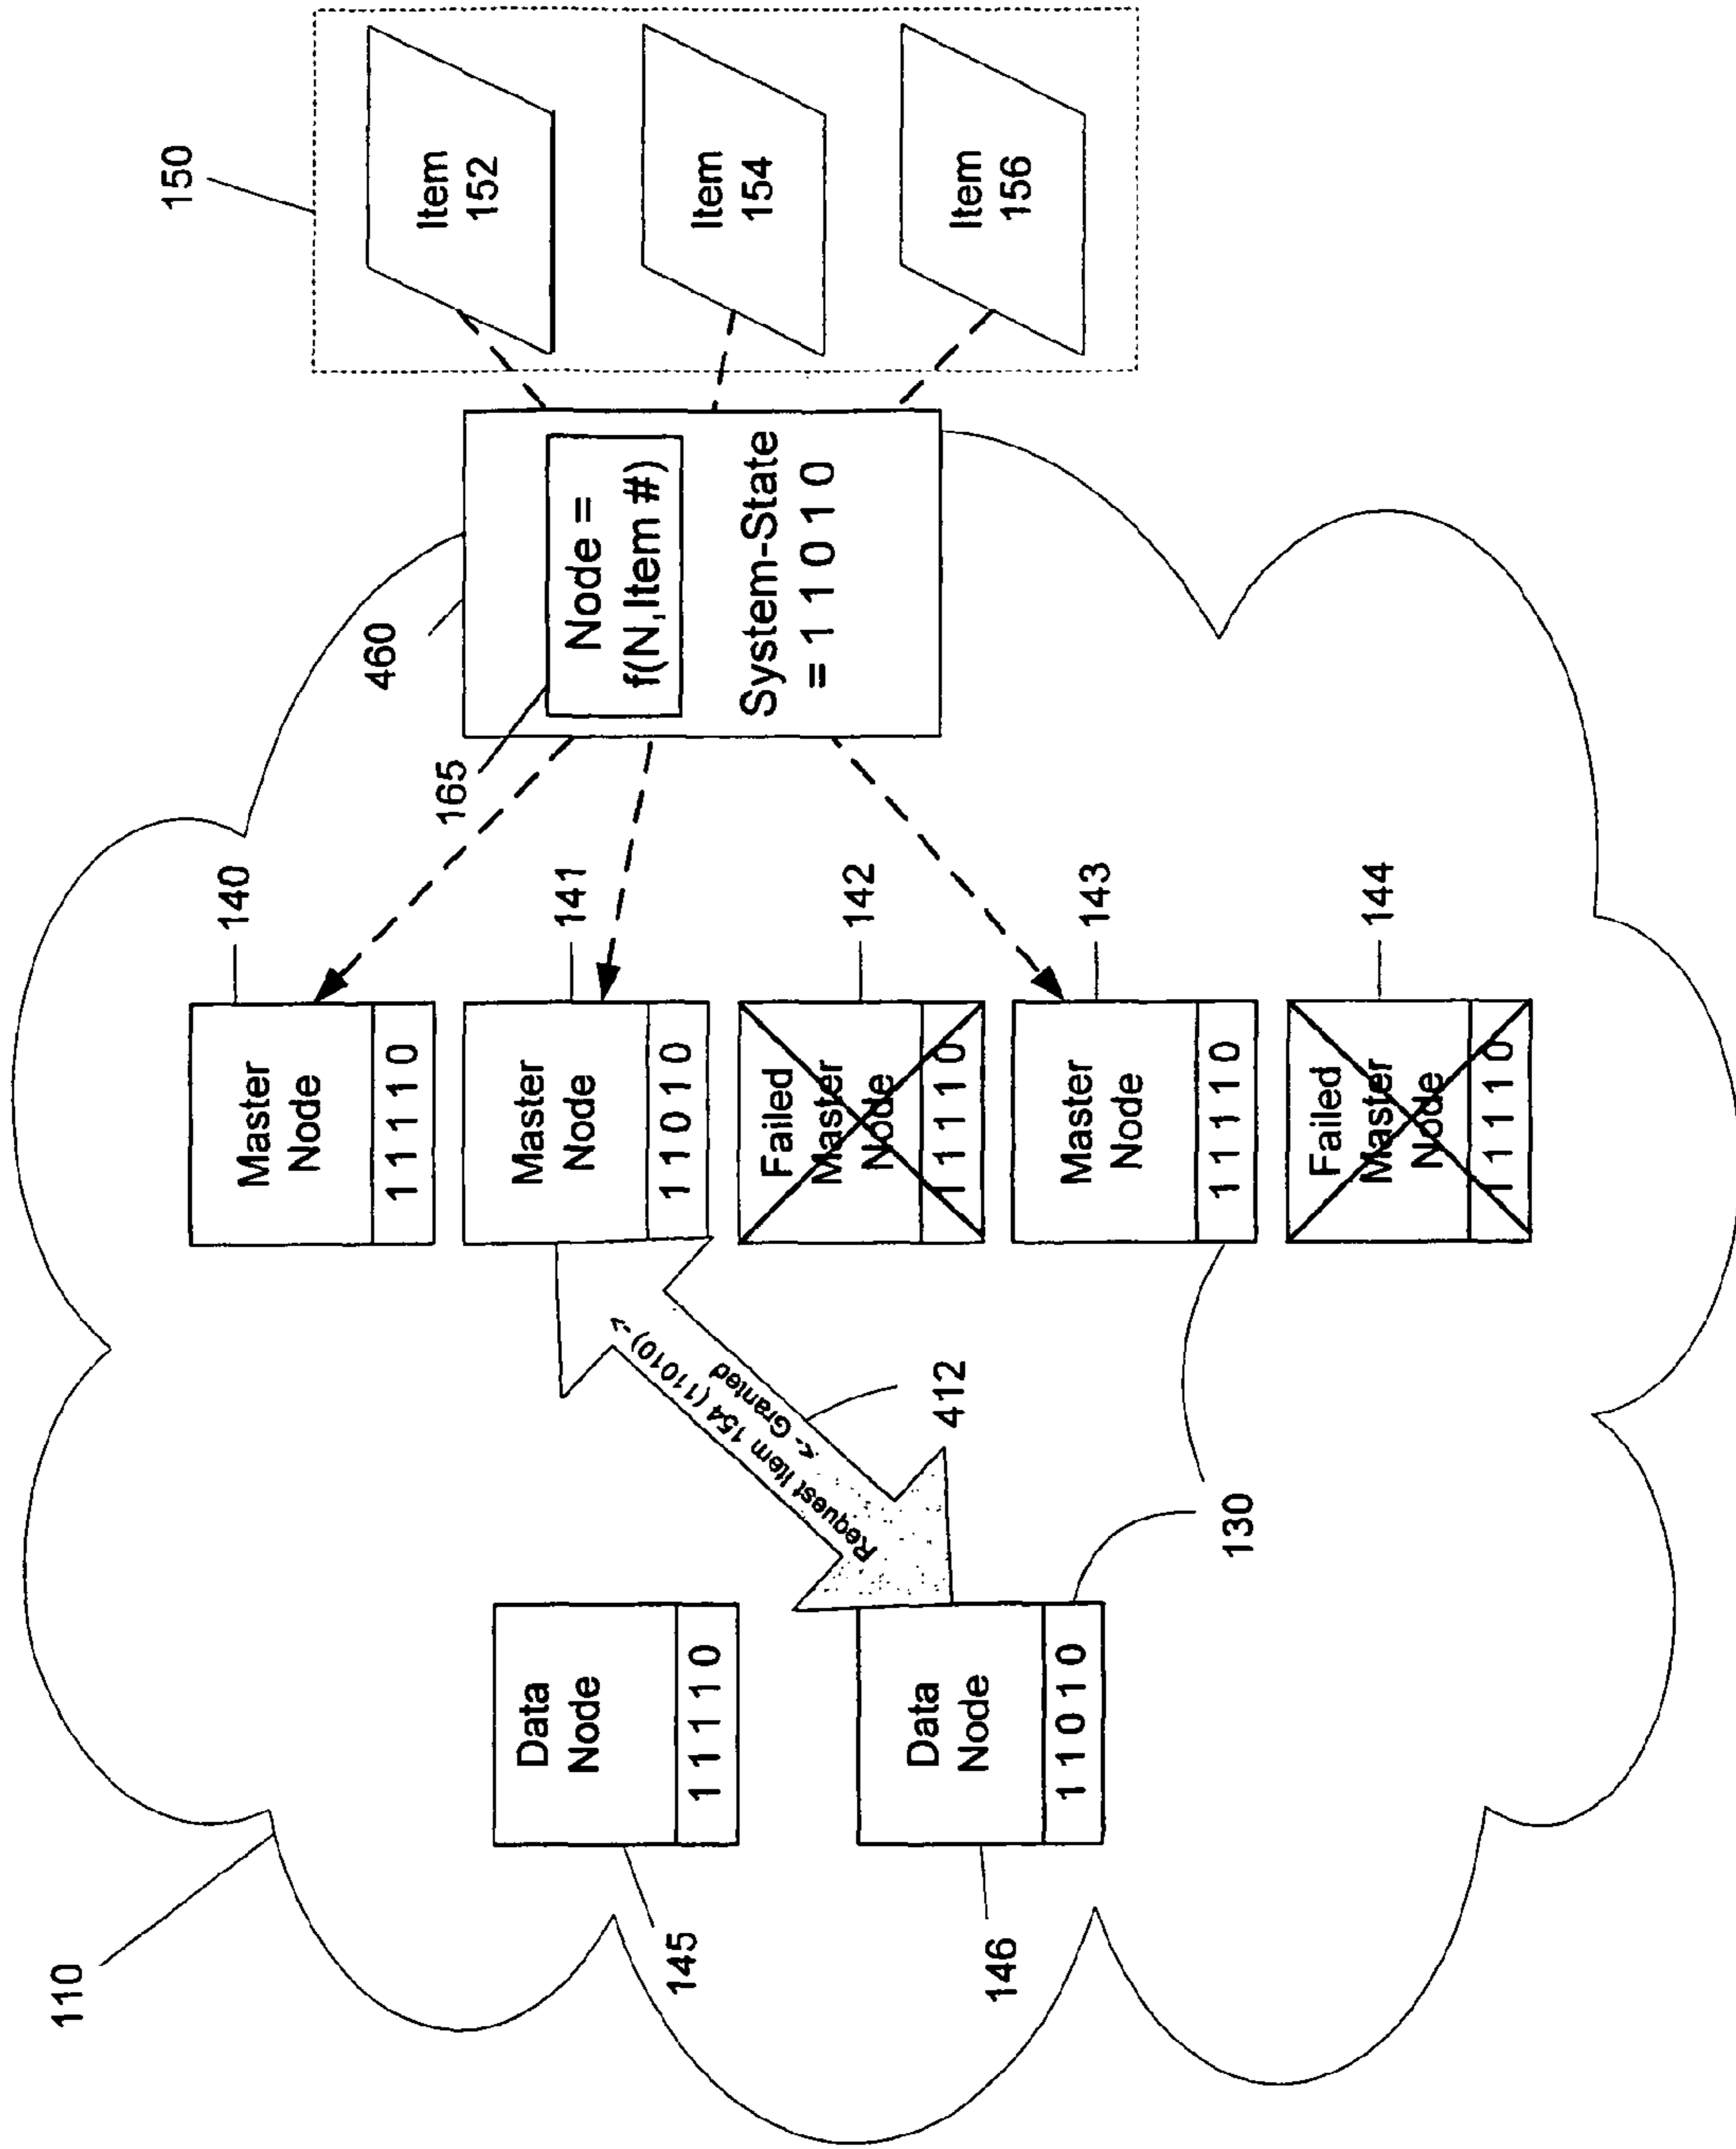 110
150
Item
152
Item
154
Item
156
460
165
Node =
f(N,Item #)
System-State
= 1 1 0 1 0
140
Master
Node
1 1 1 1 0
141
Master
Node
1 1 0 1 0
142
Failed
Master
Node
1 1 1 1 0
143
Master
Node
1 1 1 1 0
144
Failed
Master
Node
1 1 1 1 0
Request Item 154 (11010)->
<- Granted
412
130
Data
Node
1 1 1 1 0
145
Data
Node
1 1 0 1 0
146